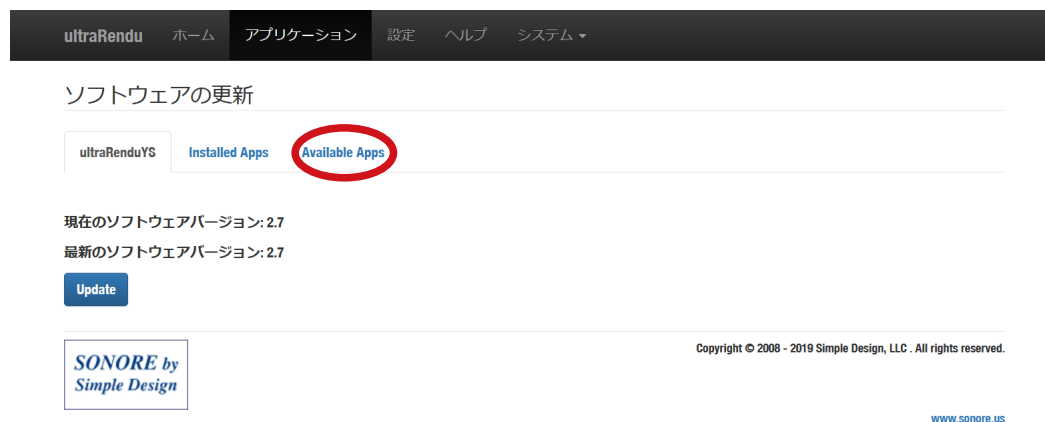 ultraRendu ホーム アプリケーション 設定 ヘルプ システム
ソフトウェアの更新
ultraRenduYS Installed Apps Available Apps
現在のソフトウェアバージョン: 2.7
最新のソフトウェアバージョン: 2.7
Update
Copyright © 2008 - 2019 Simple Design, LLC . All rights reserved.
SONORE by
Simple Design
www.sonore.us